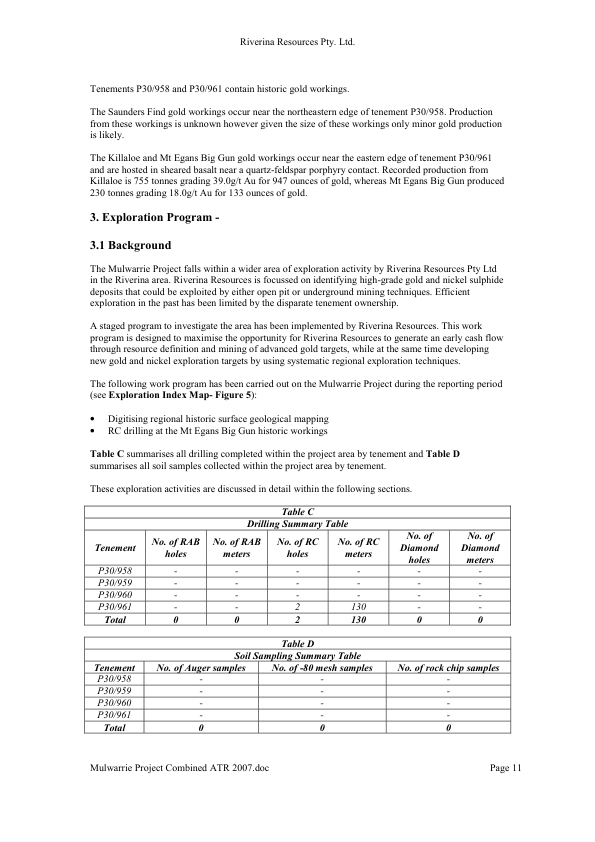 Riverina Resources Pty. Ltd.
Tenements P30/958 and P30/961 contain historic gold workings.
The Saunders Find gold workings occur near the northeastern edge of tenement P30/958. Production
from these workings is unknown however given the size of these workings only minor gold production
is likely.
The Killaloe and Mt Egans Big Gun gold workings occur near the eastern edge of tenement P30/961
and are hosted in sheared basalt near a quartz-feldspar porphyry contact. Recorded production from
Killaloe is 755 tonnes grading 39.0g/t Au for 947 ounces of gold, whereas Mt Egans Big Gun produced
230 tonnes grading 18.0g/t Au for 133 ounces of gold.
3. Exploration Program -
3.1 Background
The Mulwarrie Project falls within a wider area of exploration activity by Riverina Resources Pty Ltd
in the Riverina area. Riverina Resources is focussed on identifying high-grade gold and nickel sulphide
deposits that could be exploited by either open pit or underground mining techniques. Efficient
exploration in the past has been limited by the disparate tenement ownership.
A staged program to investigate the area has been implemented by Riverina Resources. This work
program is designed to maximise the opportunity for Riverina Resources to generate an early cash flow
through resource definition and mining of advanced gold targets, while at the same time developing
new gold and nickel exploration targets by using systematic regional exploration techniques.
The following work program has been carried out on the Mulwarrie Project during the reporting period
(see Exploration Index Map- Figure 5):
• Digitising regional historic surface geological mapping
• RC drilling at the Mt Egans Big Gun historic workings
Table C summarises all drilling completed within the project area by tenement and Table D
summarises all soil samples collected within the project area by tenement.
These exploration activities are discussed in detail within the following sections.
Table C
Drilling Summary Table
Tenement No. of RAB holes No. of RAB meters No. of RC holes No. of RC meters No. of Diamond holes No. of Diamond meters
P30/958 - - - - - -
P30/959 - - - - - -
P30/960 - - - - - -
P30/961 - - 2 130 - -
Total 0 0 2 130 0 0
Table D
Soil Sampling Summary Table
Tenement No. of Auger samples No. of -80 mesh samples No. of rock chip samples
P30/958 - - -
P30/959 - - -
P30/960 - - -
P30/961 - - -
Total 0 0 0
Mulwarrie Project Combined ATR 2007.doc Page 11